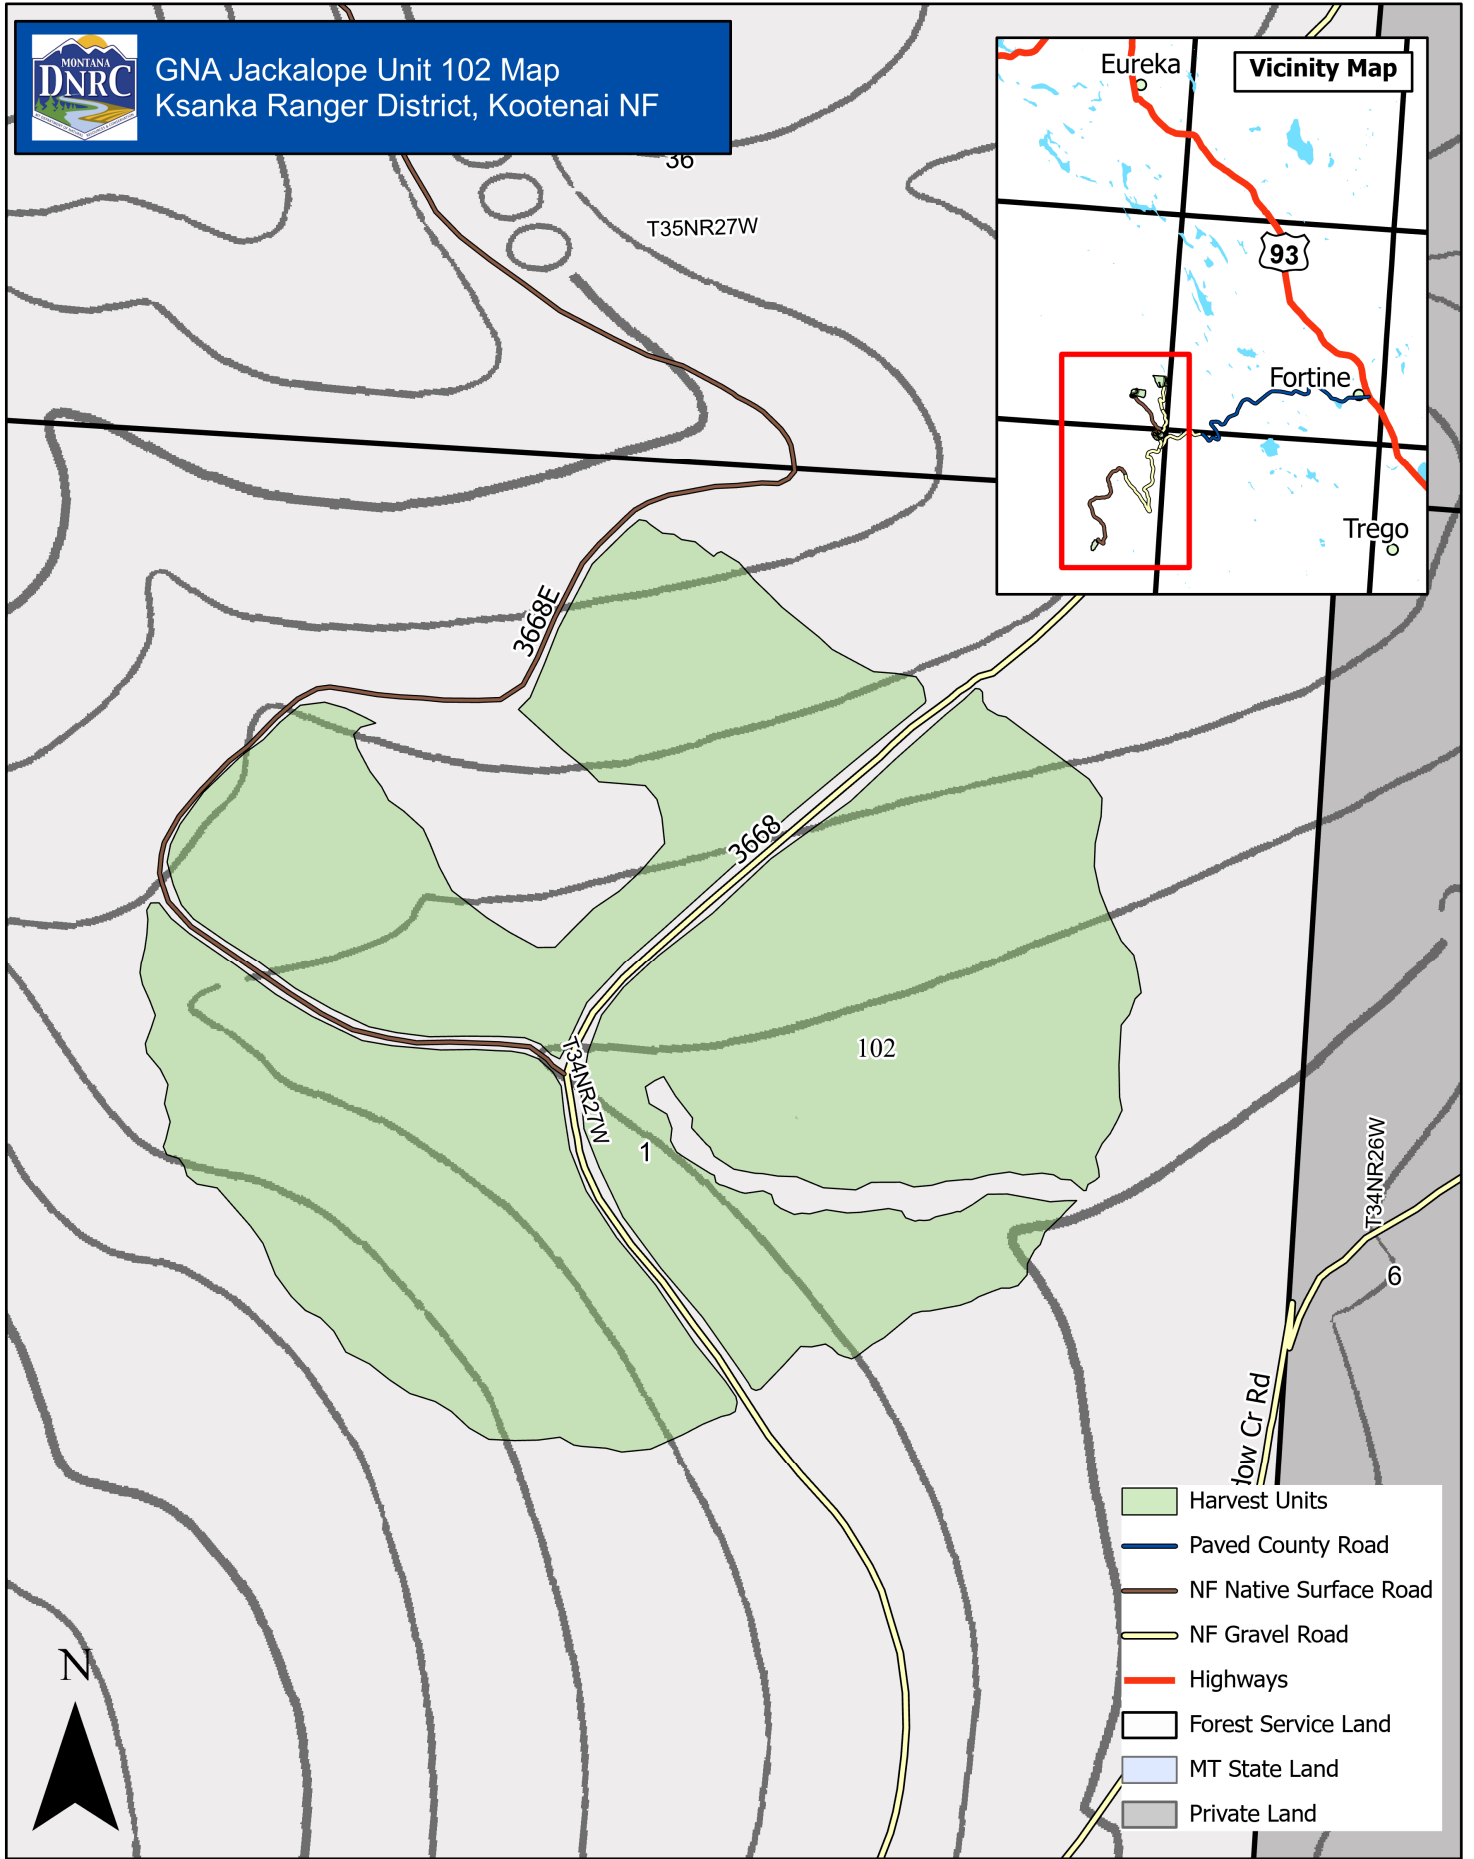 MONTANA
DNRC
GNA Jackalope Unit 102 Map
Ksanka Ranger District, Kootenai NF
Vicinity Map
Eureka
93
Fortine
Trego
36
T35NR27W
3668E
3668
102
T34NR27W
1
T34NR26W
6
dow Cr Rd
Harvest Units
Paved County Road
NF Native Surface Road
NF Gravel Road
Highways
Forest Service Land
MT State Land
Private Land
N